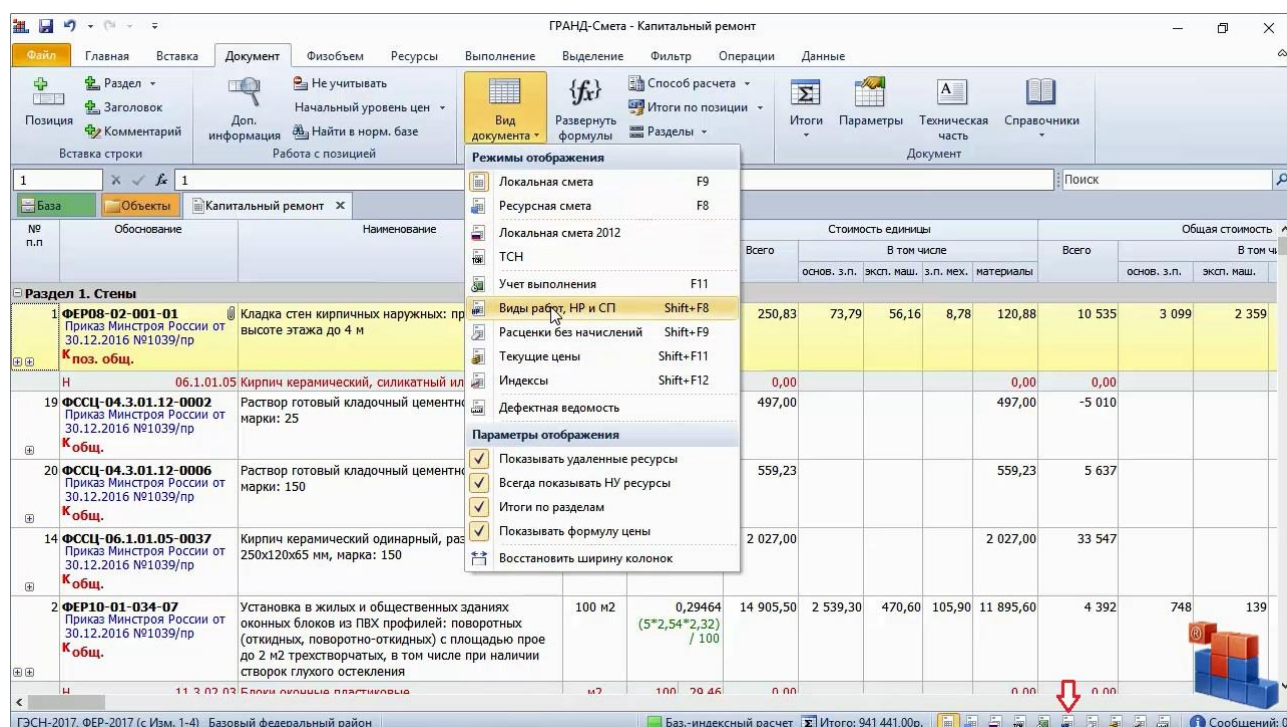 ГРАНД-Смета - Капитальный ремонт
Файл Главная Вставка Документ Физобъем Ресурсы Выполнение Выделение Фильтр Операции Данные
Позиция
Раздел
Заголовок
Комментарий
Вставка строки
Доп. информация
Не учитывать
Начальный уровень цен
Найти в норм. базе
Работа с позицией
Вид документа
{fx}
Развернуть формулы
Способ расчета
Итоги по позиции
Разделы
Σ
Итоги
Параметры
A
Техническая часть
Справочники
Документ
1 fx 1 Поиск
База Объекты Капитальный ремонт
№ п.п Обоснование Наименование Всего Стоимость единицы Общая стоимость
В том числе Всего В том чи
основ. з.п. эксп. маш. з.п. мех. материалы основ. з.п. эксп. маш.
Режимы отображения
Локальная смета F9
Ресурсная смета F8
Локальная смета 2012
ТСН
Учет выполнения F11
Виды работ, НР и СП Shift+F8
Расценки без начислений Shift+F9
Текущие цены Shift+F11
Индексы Shift+F12
Дефектная ведомость
Параметры отображения
Показывать удаленные ресурсы
Всегда показывать НУ ресурсы
Итоги по разделам
Показывать формулу цены
Восстановить ширину колонок
Раздел 1. Стены
1 ФЕР08-02-001-01 Кладка стен кирпичных наружных: пр 250,83 73,79 56,16 8,78 120,88 10 535 3 099 2 359
Приказ Минстроя России от высоте этажа до 4 м
30.12.2016 №1039/пр
К поз. общ.
Н 06.1.01.05 Кирпич керамический, силикатный ил 0,00 0,00 0,00
19 ФССЦ-04.3.01.12-0002 Раствор готовый кладочный цементно 497,00 497,00 -5 010
Приказ Минстроя России от марки: 25
30.12.2016 №1039/пр
К общ.
20 ФССЦ-04.3.01.12-0006 Раствор готовый кладочный цементно 559,23 559,23 5 637
Приказ Минстроя России от марки: 150
30.12.2016 №1039/пр
К общ.
14 ФССЦ-06.1.01.05-0037 Кирпич керамический одинарный, раз 2 027,00 2 027,00 33 547
Приказ Минстроя России от 250х120х65 мм, марка: 150
30.12.2016 №1039/пр
К общ.
2 ФЕР10-01-034-07 Установка в жилых и общественных зданиях 100 м2 0,29464 14 905,50 2 539,30 470,60 105,90 11 895,60 4 392 748 139
Приказ Минстроя России от оконных блоков из ПВХ профилей: поворотных (5*2,54*2,32)
30.12.2016 №1039/пр (откидных, поворотно-откидных) с площадью прое / 100
К общ. до 2 м2 трехстворчатых, в том числе при наличии
створок глухого остекления
Н 11.3.02.03 Блоки оконные пластиковые м2 100 29,46 0,00 0,00 0,00
ГЭСН-2017, ФЕР-2017 (с Изм. 1-4) Базовый федеральный район Баз.-индексный расчет Σ Итого: 941 441.00р. Сообщений: 0